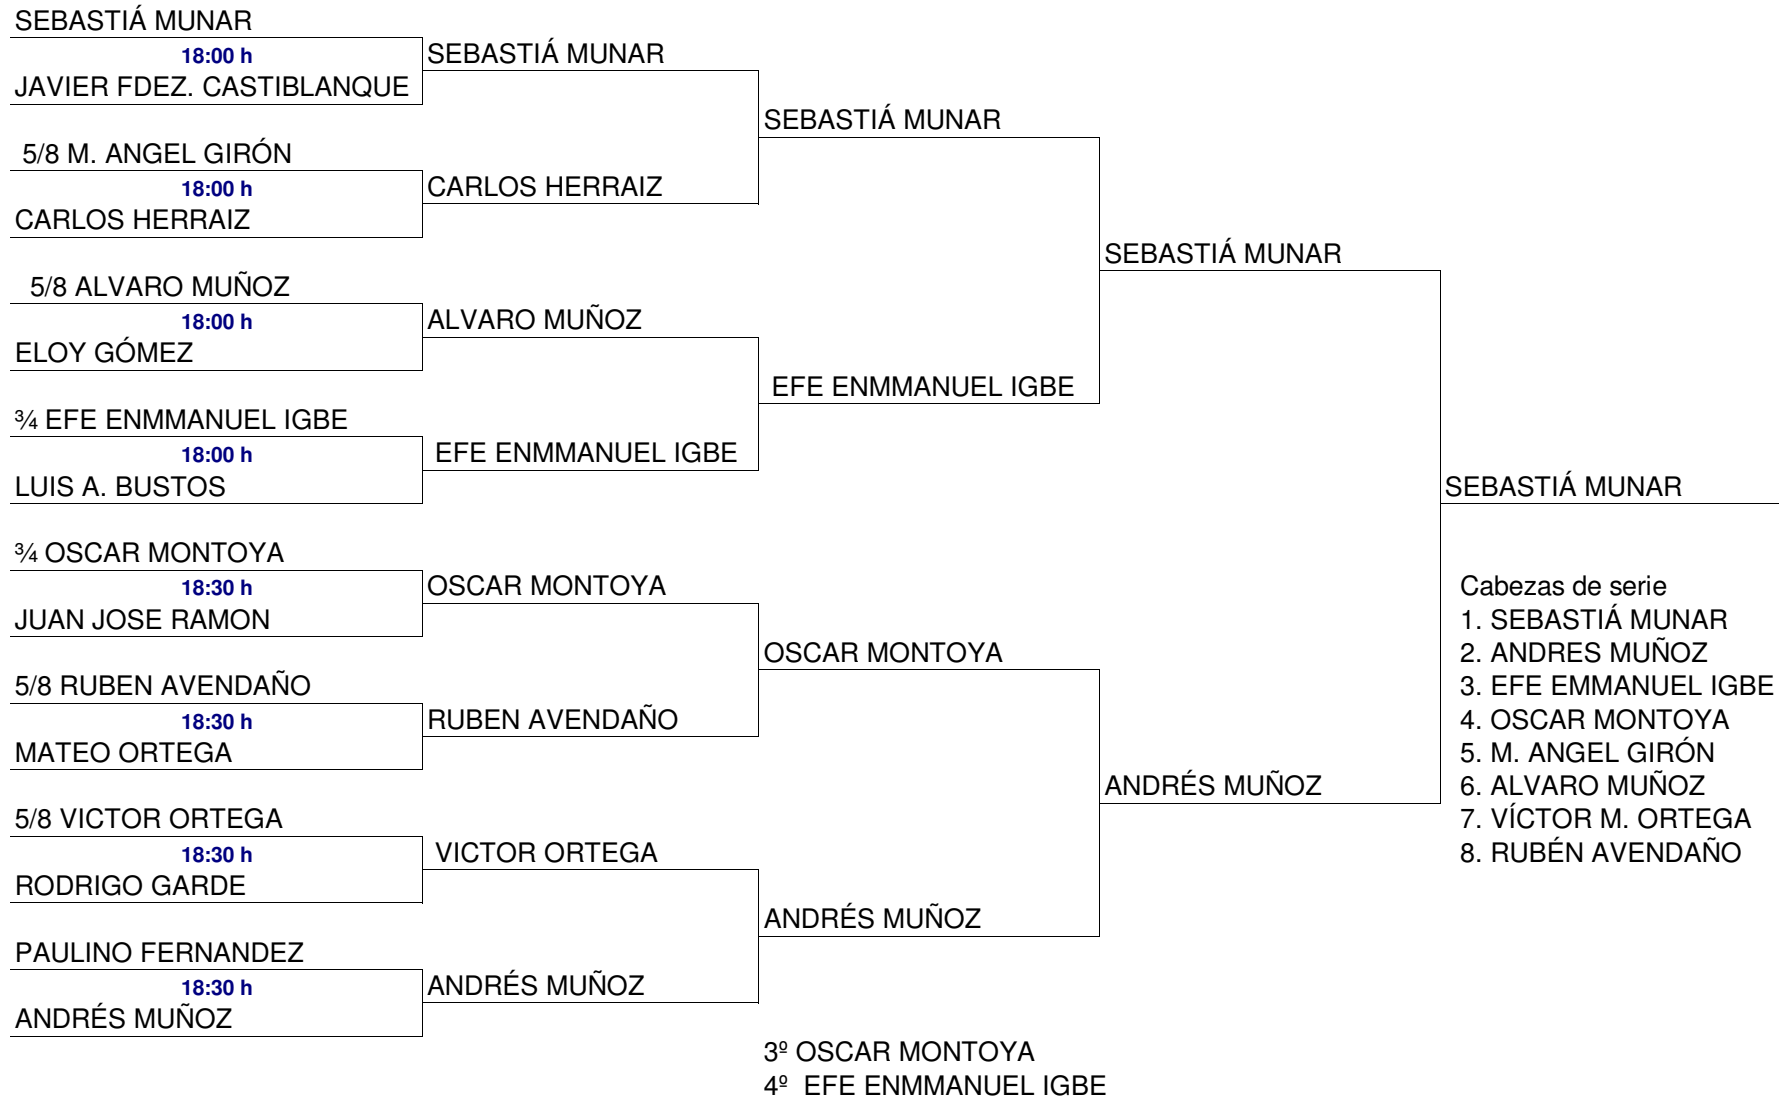 SEBASTIÁ MUNAR
18:00 h
SEBASTIÁ MUNAR
JAVIER FDEZ. CASTIBLANQUE
SEBASTIÁ MUNAR
5/8 M. ANGEL GIRÓN
18:00 h
CARLOS HERRAIZ
CARLOS HERRAIZ
SEBASTIÁ MUNAR
5/8 ALVARO MUÑOZ
18:00 h
ALVARO MUÑOZ
ELOY GÓMEZ
EFE ENMMANUEL IGBE
¾ EFE ENMMANUEL IGBE
18:00 h
EFE ENMMANUEL IGBE
LUIS A. BUSTOS
SEBASTIÁ MUNAR
¾ OSCAR MONTOYA
18:30 h
OSCAR MONTOYA
JUAN JOSE RAMON
OSCAR MONTOYA
5/8 RUBEN AVENDAÑO
18:30 h
RUBEN AVENDAÑO
MATEO ORTEGA
ANDRÉS MUÑOZ
5/8 VICTOR ORTEGA
18:30 h
VICTOR ORTEGA
RODRIGO GARDE
ANDRÉS MUÑOZ
PAULINO FERNANDEZ
18:30 h
ANDRÉS MUÑOZ
ANDRÉS MUÑOZ
Cabezas de serie
1. SEBASTIÁ MUNAR
2. ANDRES MUÑOZ
3. EFE EMMANUEL IGBE
4. OSCAR MONTOYA
5. M. ANGEL GIRÓN
6. ALVARO MUÑOZ
7. VÍCTOR M. ORTEGA
8. RUBÉN AVENDAÑO
3º OSCAR MONTOYA
4º EFE ENMMANUEL IGBE